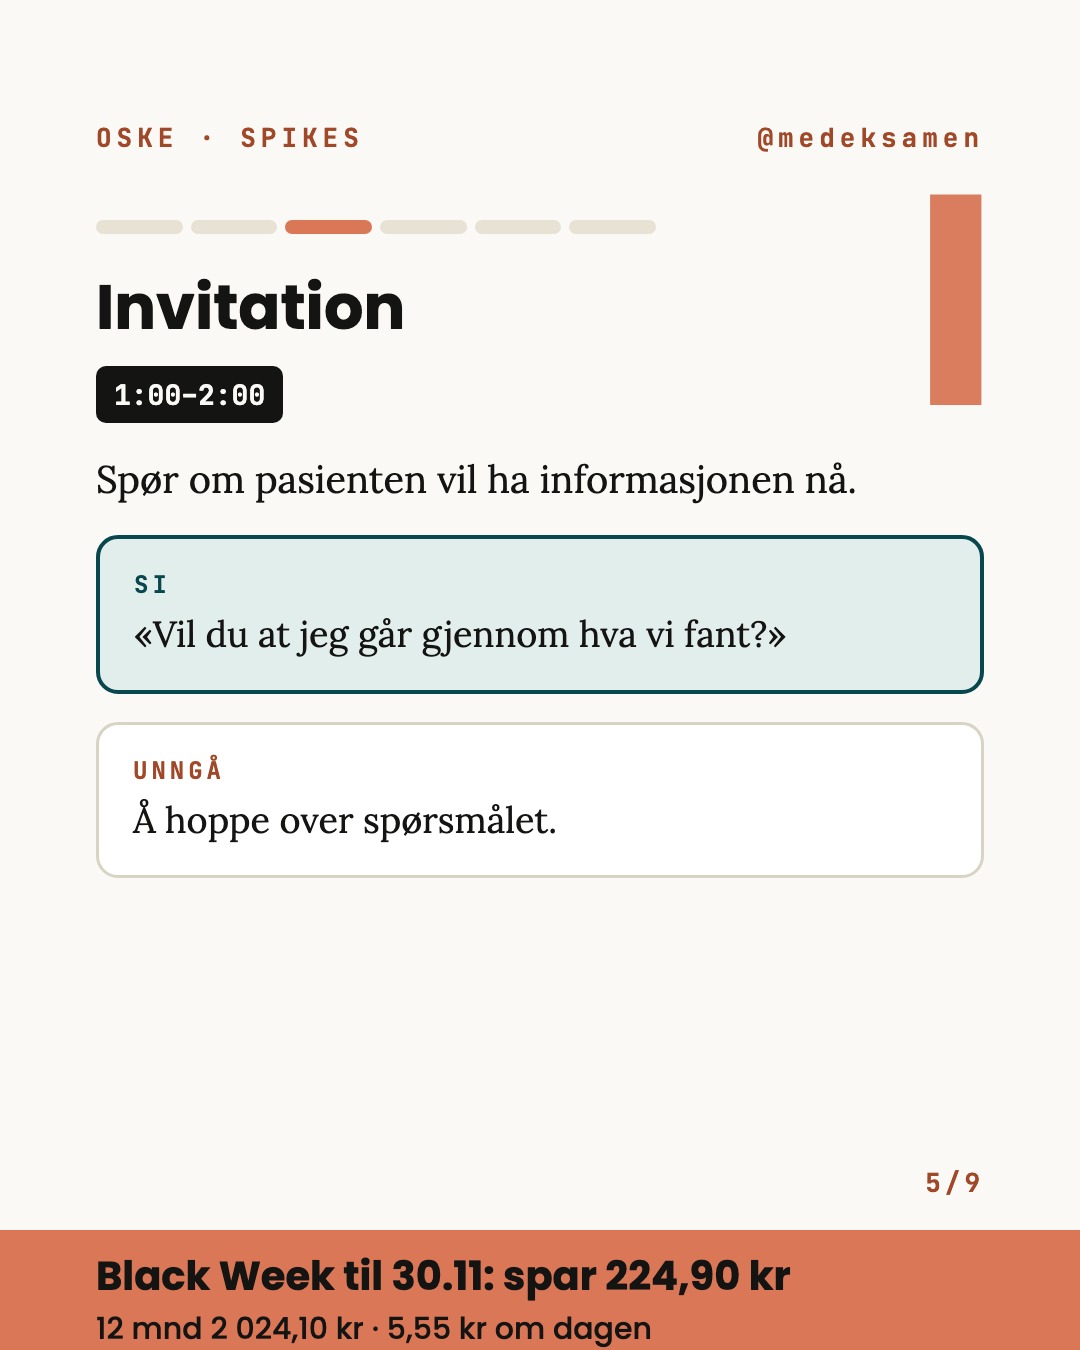 OSKE · SPIKES
@medeksamen
I
Invitation
1:00–2:00
Spør om pasienten vil ha informasjonen nå.
SI
«Vil du at jeg går gjennom hva vi fant?»
UNNGÅ
Å hoppe over spørsmålet.
5/9
Black Week til 30.11: spar 224,90 kr
12 mnd 2 024,10 kr · 5,55 kr om dagen